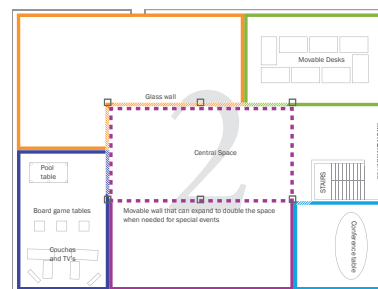 Movable Desks
Glass wall
2
Central Space
Pool
table
STAIRS
Board game tables
Movable wall that can expand to double the space
when needed for special events
Couches
and TV's
Conference table